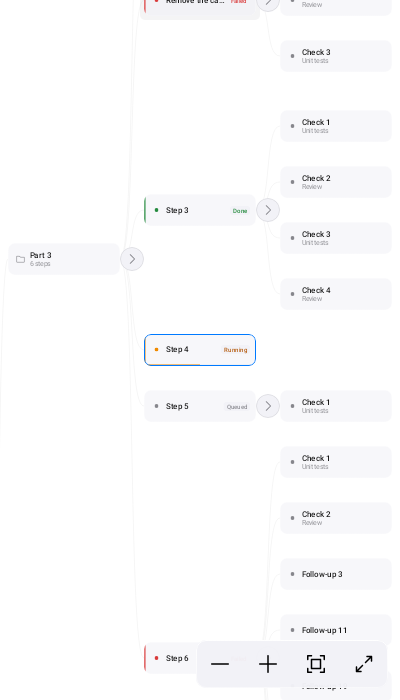 Remove the ca... Failed
Review
Check 3
Unit tests
Check 1
Unit tests
Check 2
Review
Step 3 Done
Check 3
Unit tests
Part 3
6 steps
Check 4
Review
Step 4 Running
Step 5 Queued
Check 1
Unit tests
Check 1
Unit tests
Check 2
Review
Follow-up 3
Follow-up 11
Step 6